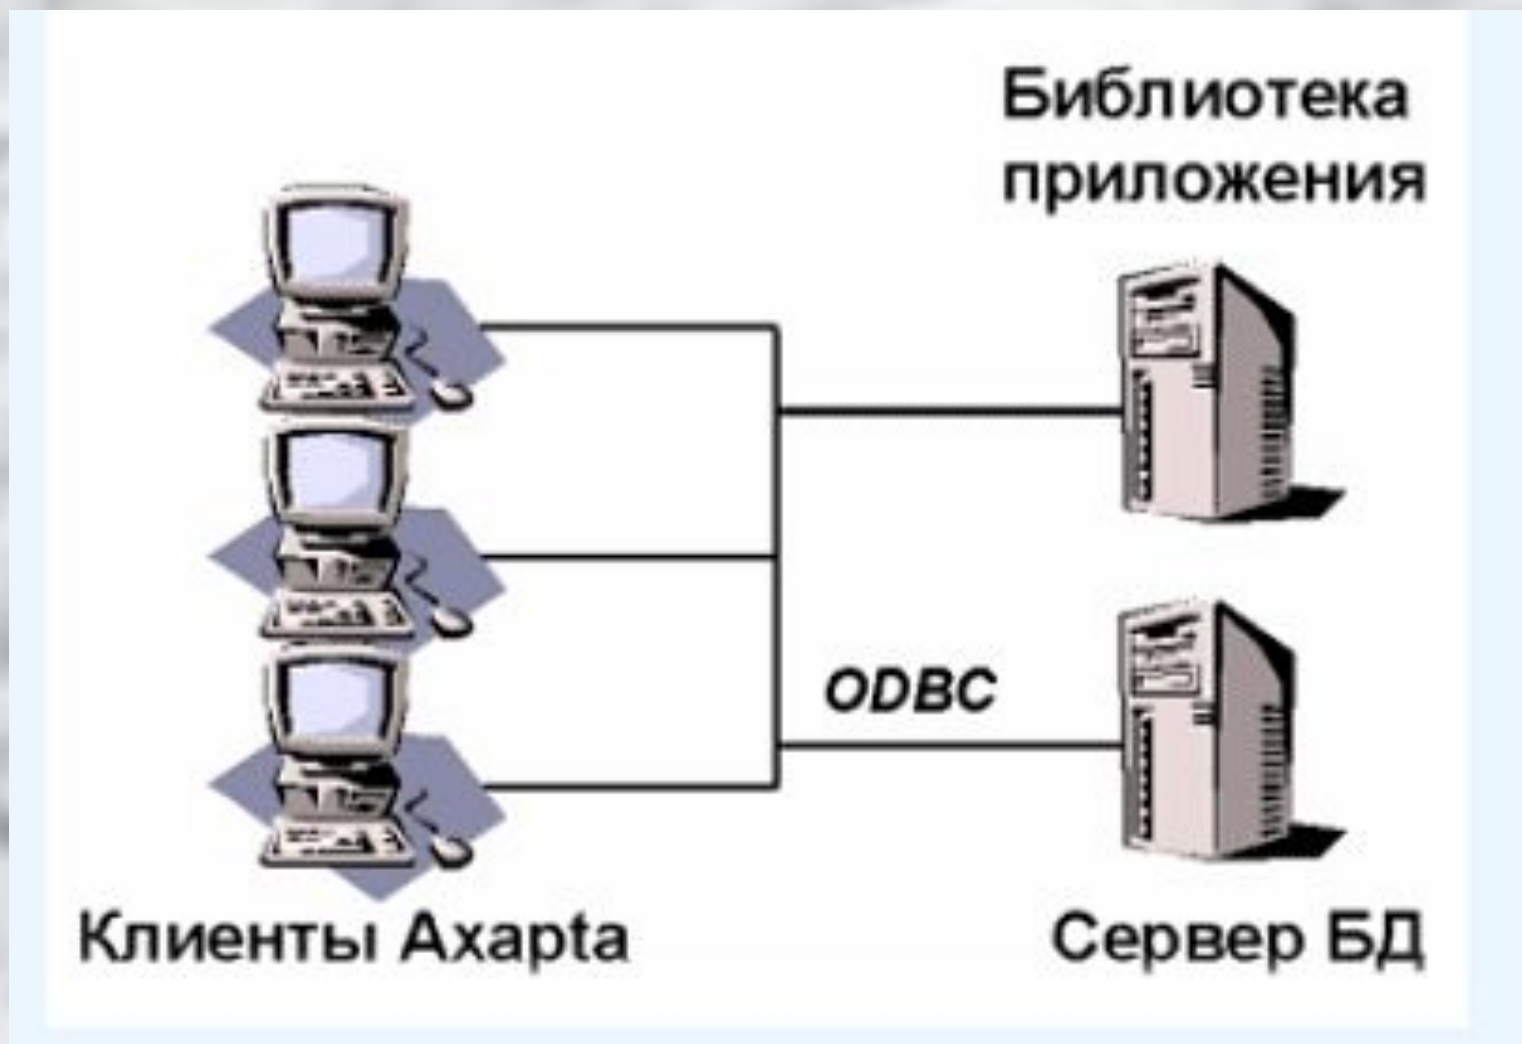 Библиотека
приложения
ODBC
Клиенты Axapta
Сервер БД